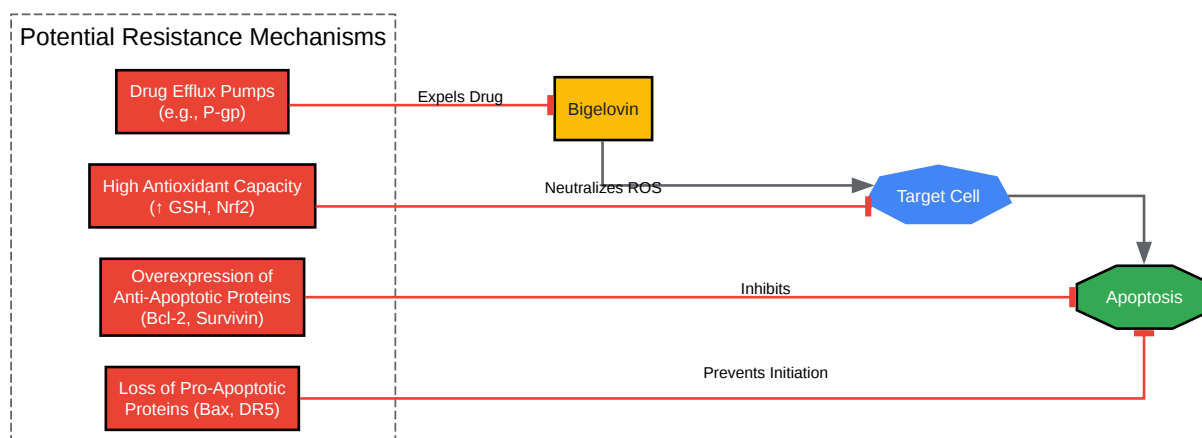 Potential Resistance Mechanisms
Drug Efflux Pumps
(e.g., P-gp)
Expels Drug
Bigelovin
High Antioxidant Capacity
(↑ GSH, Nrf2)
Neutralizes ROS
Target Cell
Overexpression of
Anti-Apoptotic Proteins
(Bcl-2, Survivin)
Inhibits
Apoptosis
Loss of Pro-Apoptotic
Proteins (Bax, DR5)
Prevents Initiation